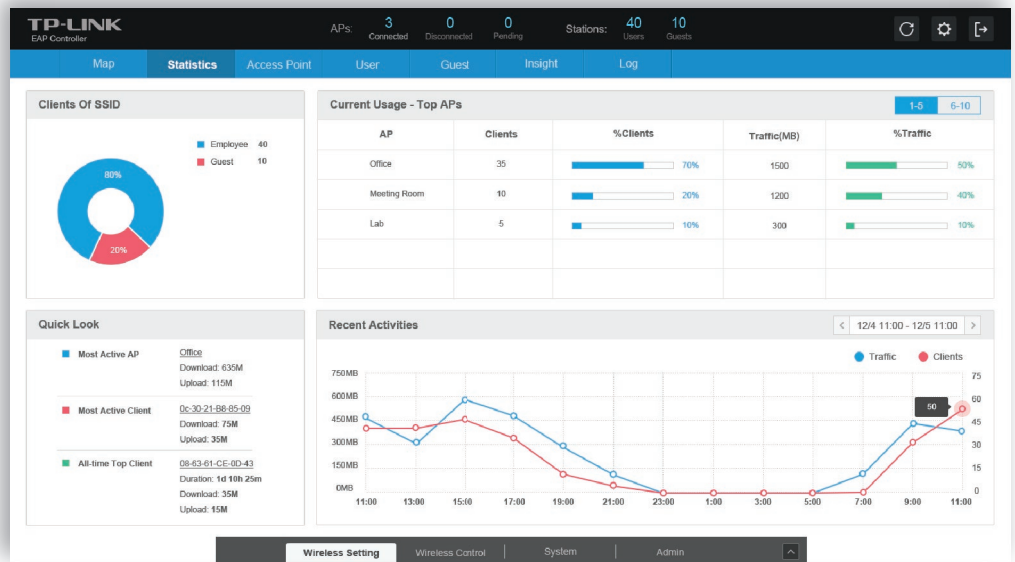 TP-LINK
EAP Controller
APs: 3 Connected 0 Disconnected 0 Pending Stations: 40 Users 10 Guests
Map Statistics Access Point User Guest Insight Log
Clients Of SSID
Employee 40
Guest 10
80%
20%
Current Usage - Top APs 1-5 6-10
AP Clients %Clients Traffic(MB) %Traffic
Office 35 70% 1500 50%
Meeting Room 10 20% 1200 40%
Lab 5 10% 300 10%
Quick Look
Most Active AP Office
Download: 635M
Upload: 115M
Most Active Client 0c-30-21-B8-85-09
Download: 75M
Upload: 35M
All-time Top Client 08-63-61-CE-0D-43
Duration: 1d 10h 25m
Download: 35M
Upload: 15M
Recent Activities < 12/4 11:00 - 12/5 11:00 >
Traffic Clients
750MB 75
600MB 60
50
450MB 45
300MB 30
150MB 15
0MB 0
11:00 13:00 15:00 17:00 19:00 21:00 23:00 1:00 3:00 5:00 7:00 9:00 11:00
Wireless Setting Wireless Control System Admin